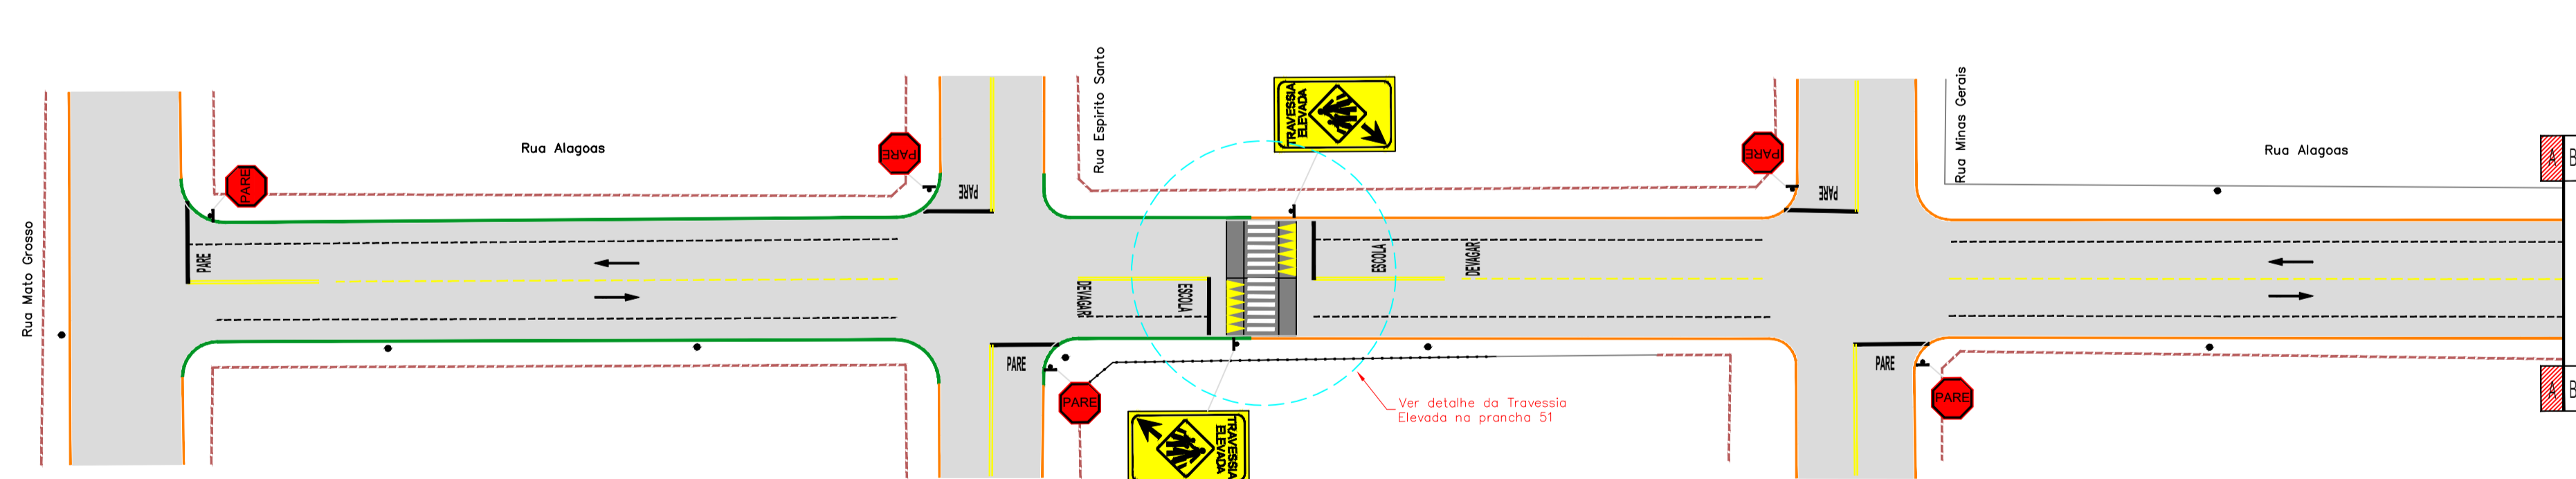 Rua Mato Grosso
PARE
PARE
Rua Alagoas
PARE
PARE
Rua Espirito Santo
DEVAGAR
ESCOLA
PARE
PARE
TRAVESSIA
ELEVADA
TRAVESSIA
ELEVADA
ESCOLA
DEVAGAR
Ver detalhe da Travessia
Elevada na prancha 51
PARE
PARE
Rua Minas Gerais
PARE
PARE
Rua Alagoas
A B
A B